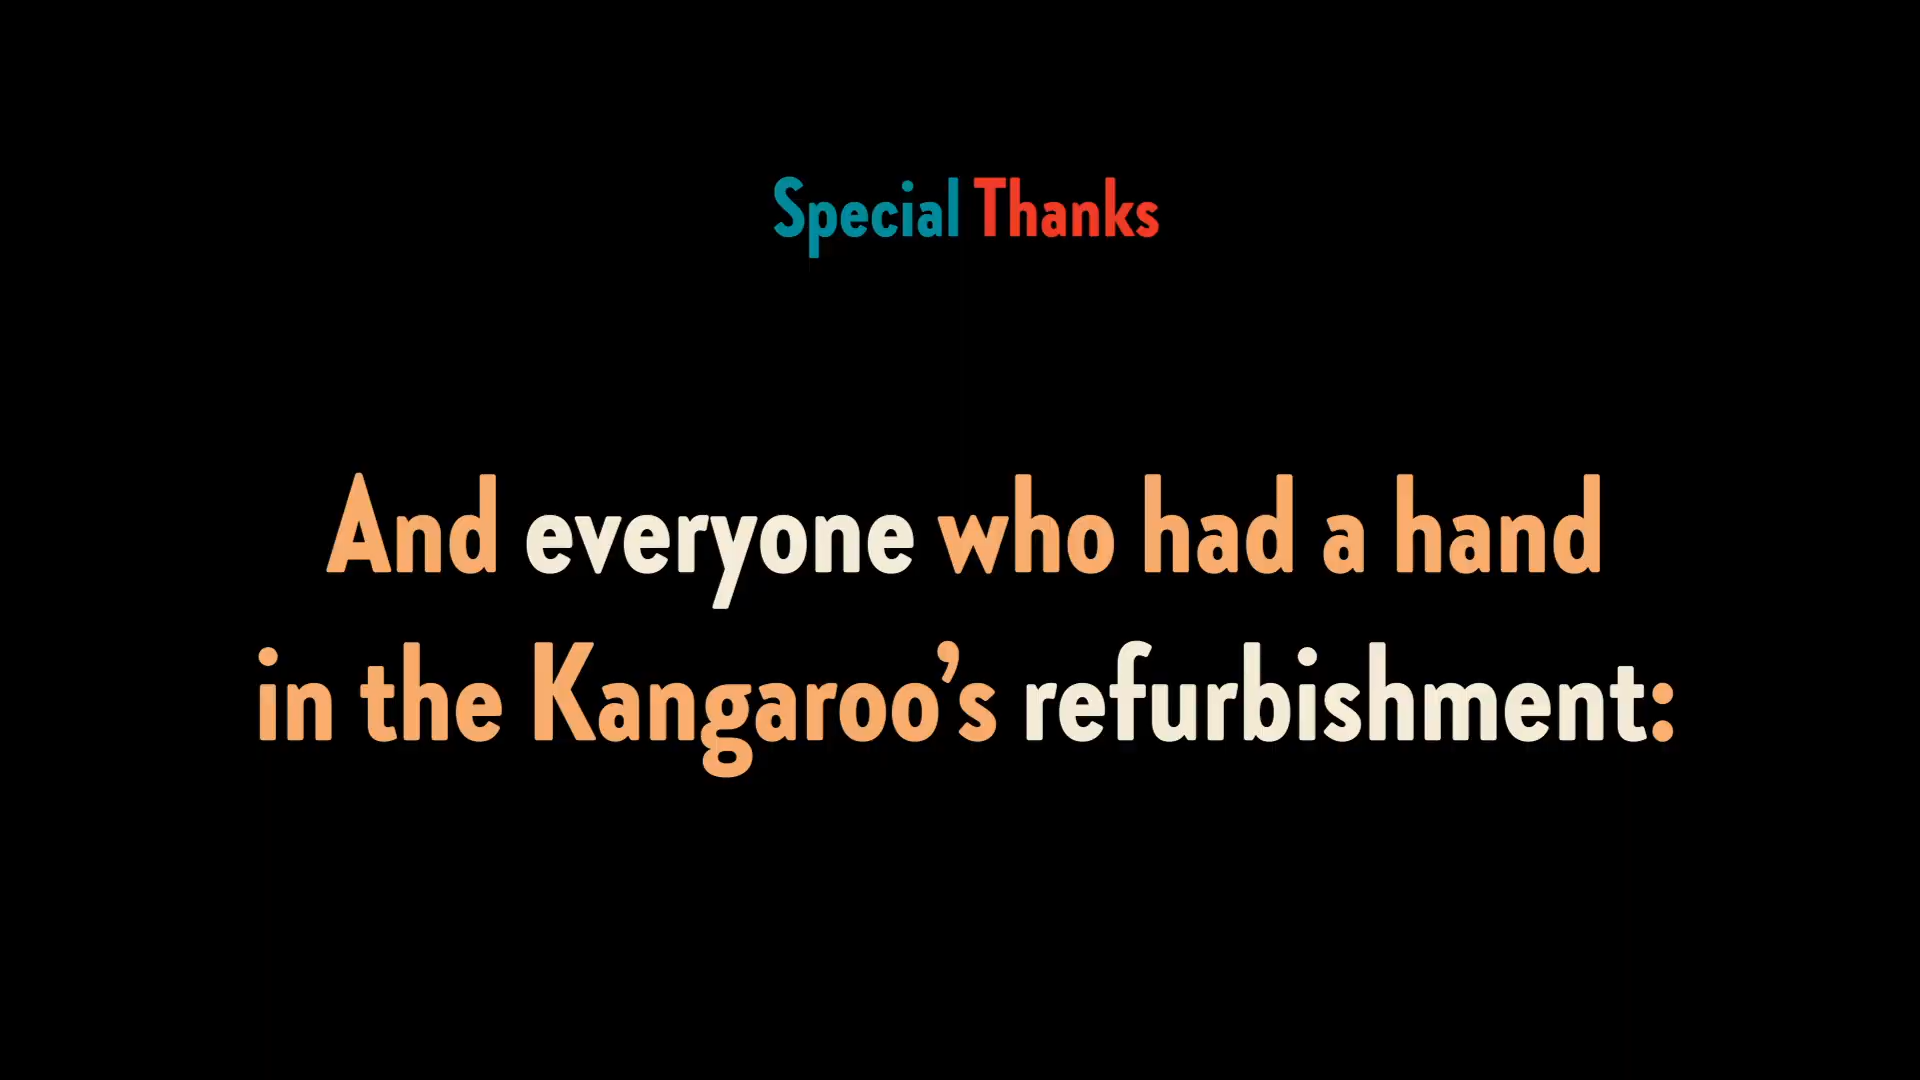 Special Thanks
And everyone who had a hand
in the Kangaroo’s refurbishment: